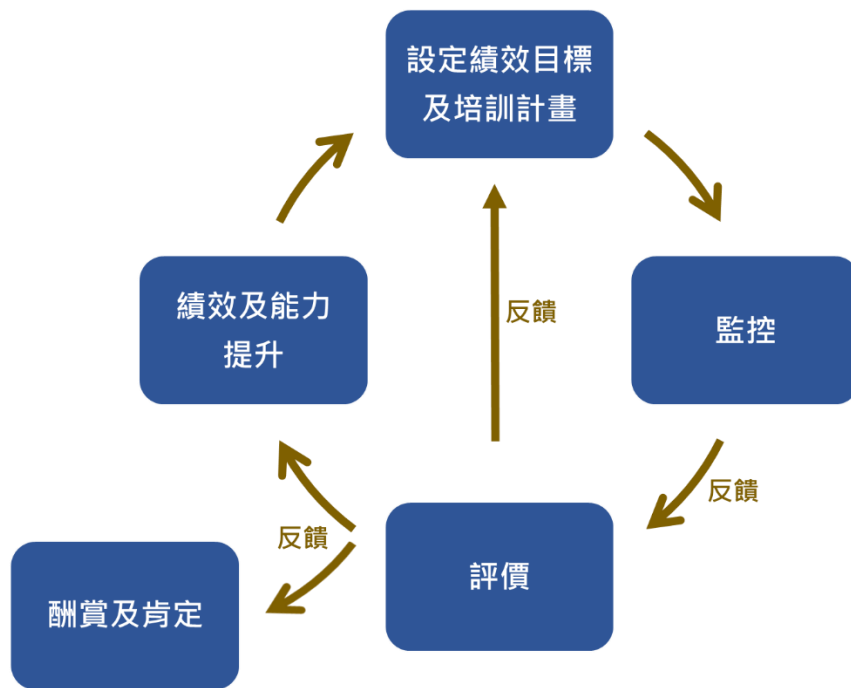 設定績效目標
及培訓計畫
績效及能力
提升
反饋
監控
反饋
反饋
評價
酬賞及肯定